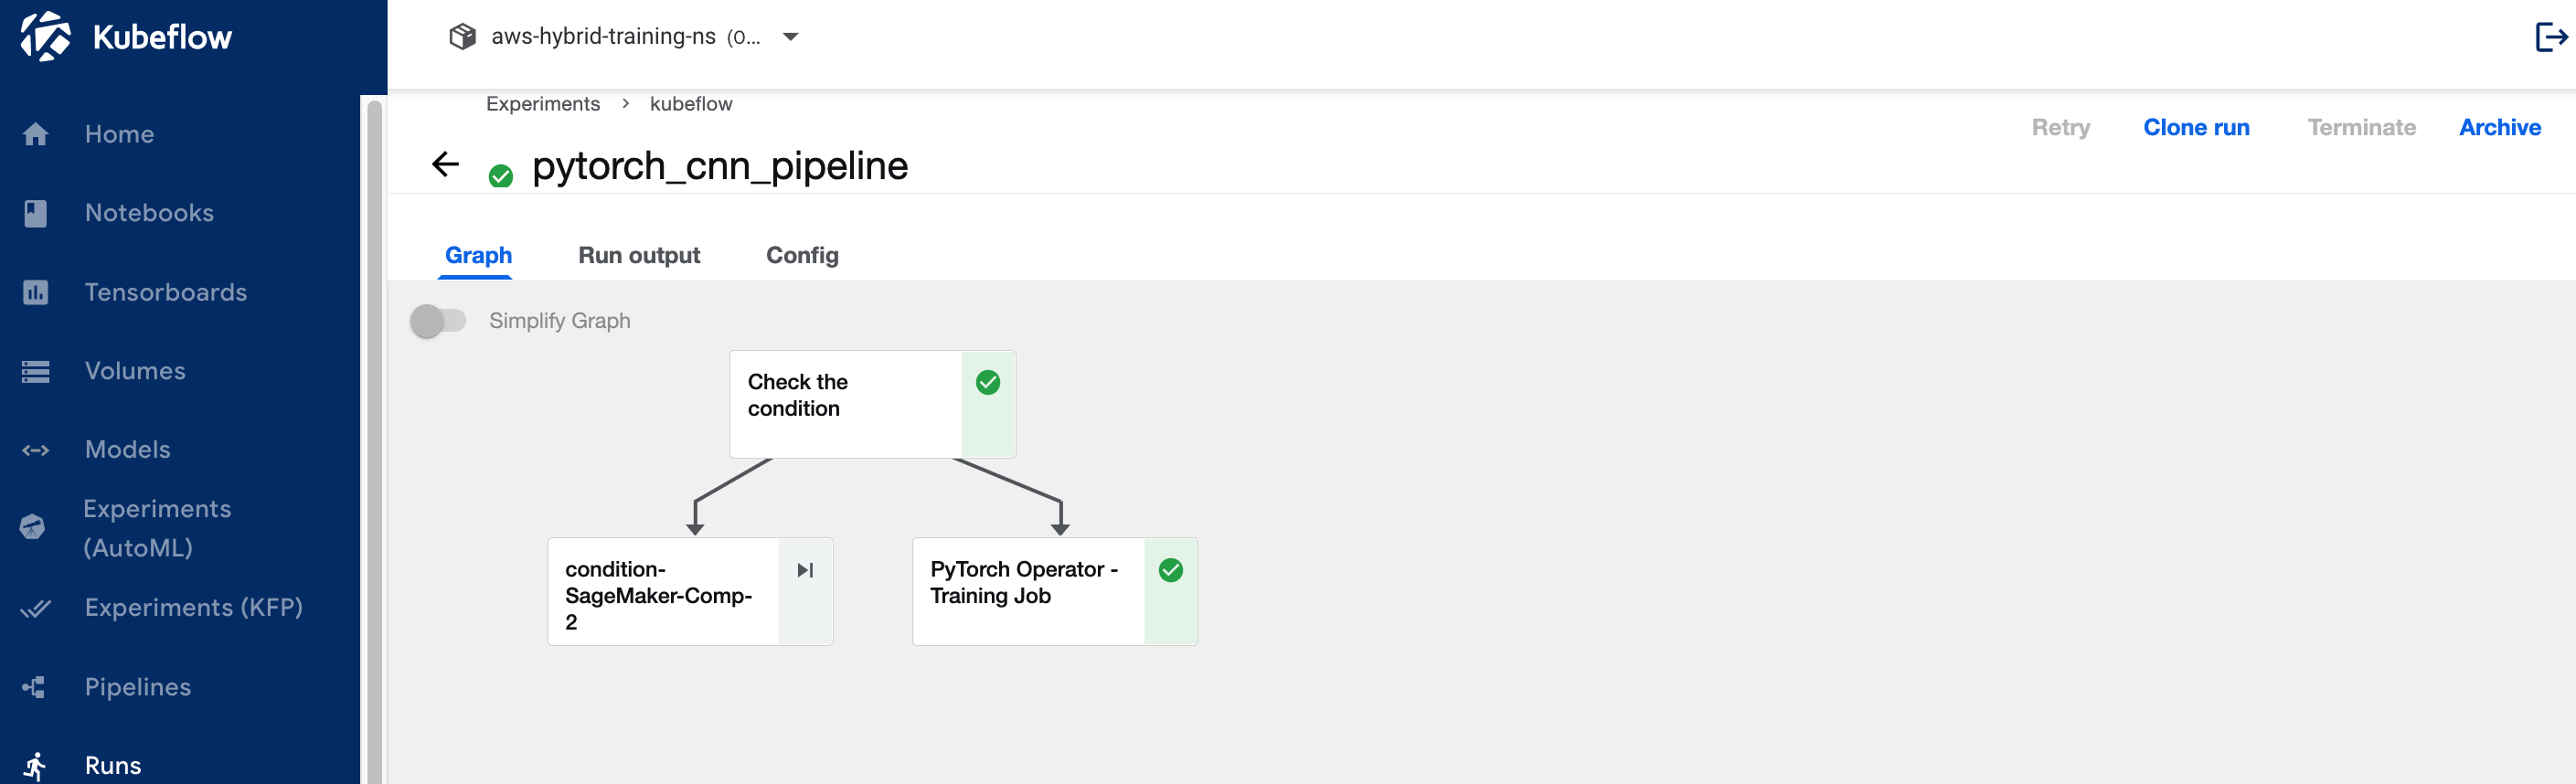 Kubeflow
aws-hybrid-training-ns (0...
Home
Notebooks
Tensorboards
Volumes
Models
Experiments
(AutoML)
Experiments (KFP)
Pipelines
Runs
Experiments > kubeflow
Retry Clone run Terminate Archive
pytorch_cnn_pipeline
Graph Run output Config
Simplify Graph
Check the
condition
condition-
SageMaker-Comp-
2
PyTorch Operator -
Training Job